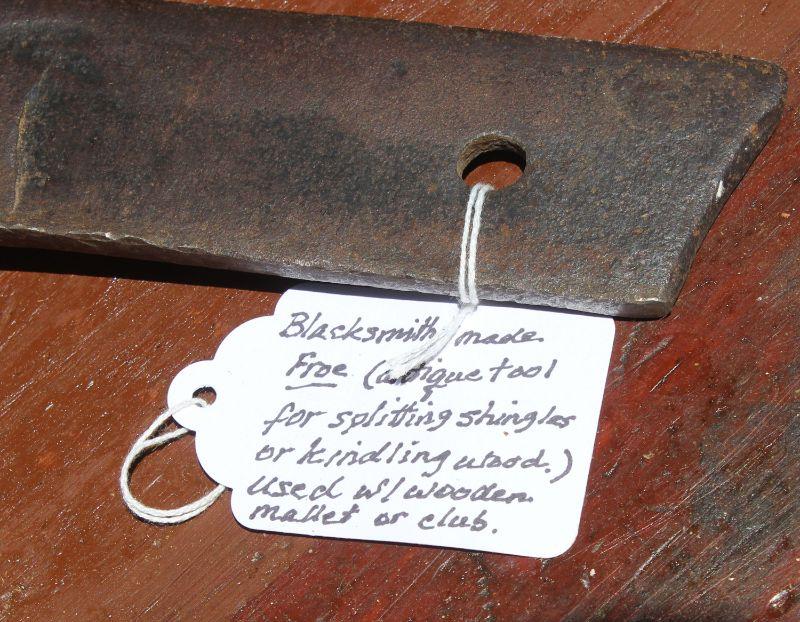 Blacksmith made
Froe (antique tool
for splitting shingles
or kindling wood.)
used w/ wooden
mallet or club.